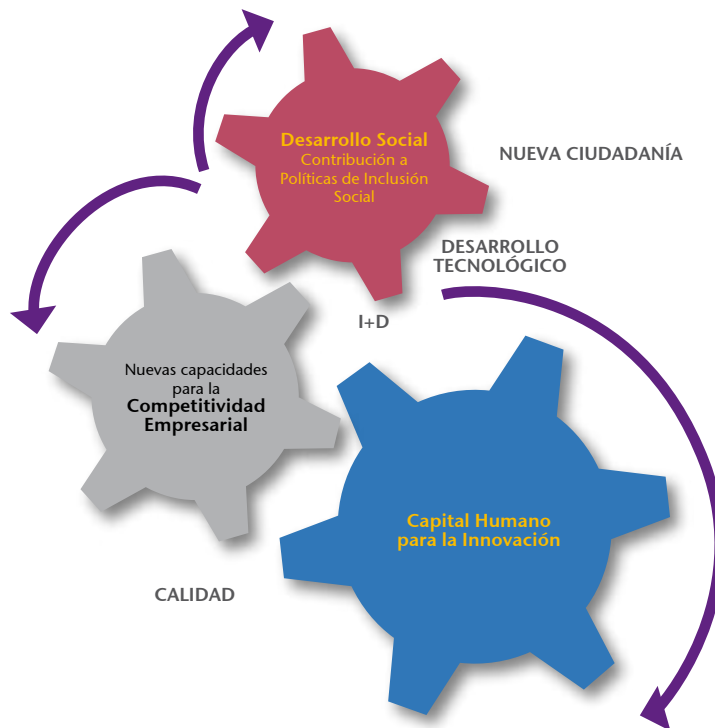 Desarrollo Social
Contribución a
Políticas de Inclusión
Social
NUEVA CIUDADANÍA
DESARROLLO
TECNOLÓGICO
I+D
Nuevas capacidades
para la
Competitividad
Empresarial
Capital Humano
para la Innovación
CALIDAD